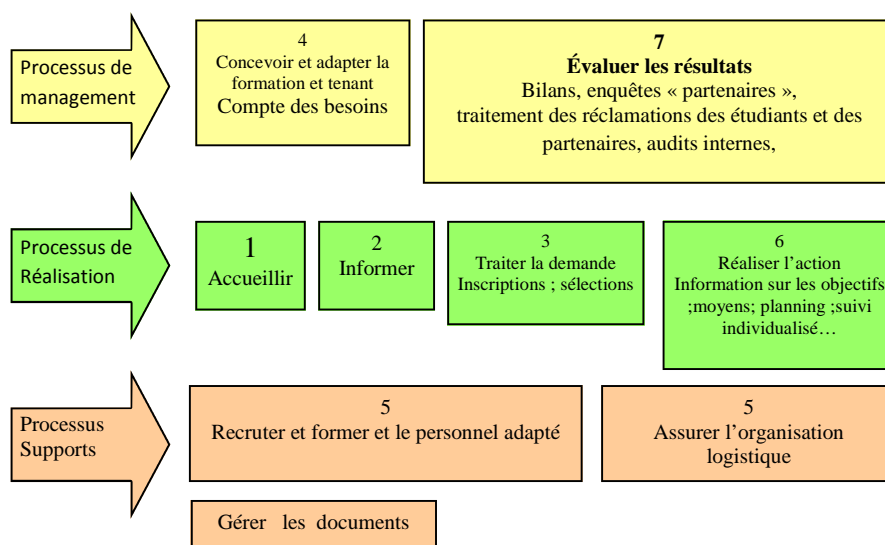 Processus de
management
4
Concevoir et adapter la
formation et tenant
Compte des besoins
7
Évaluer les résultats
Bilans, enquêtes « partenaires »,
traitement des réclamations des étudiants et des
partenaires, audits internes,
Processus de
Réalisation
1
Accueillir
2
Informer
3
Traiter la demande
Inscriptions ; sélections
6
Réaliser l’action
Information sur les objectifs
;moyens; planning ;suivi
individualisé…
Processus
Supports
5
Recruter et former et le personnel adapté
5
Assurer l’organisation
logistique
Gérer les documents